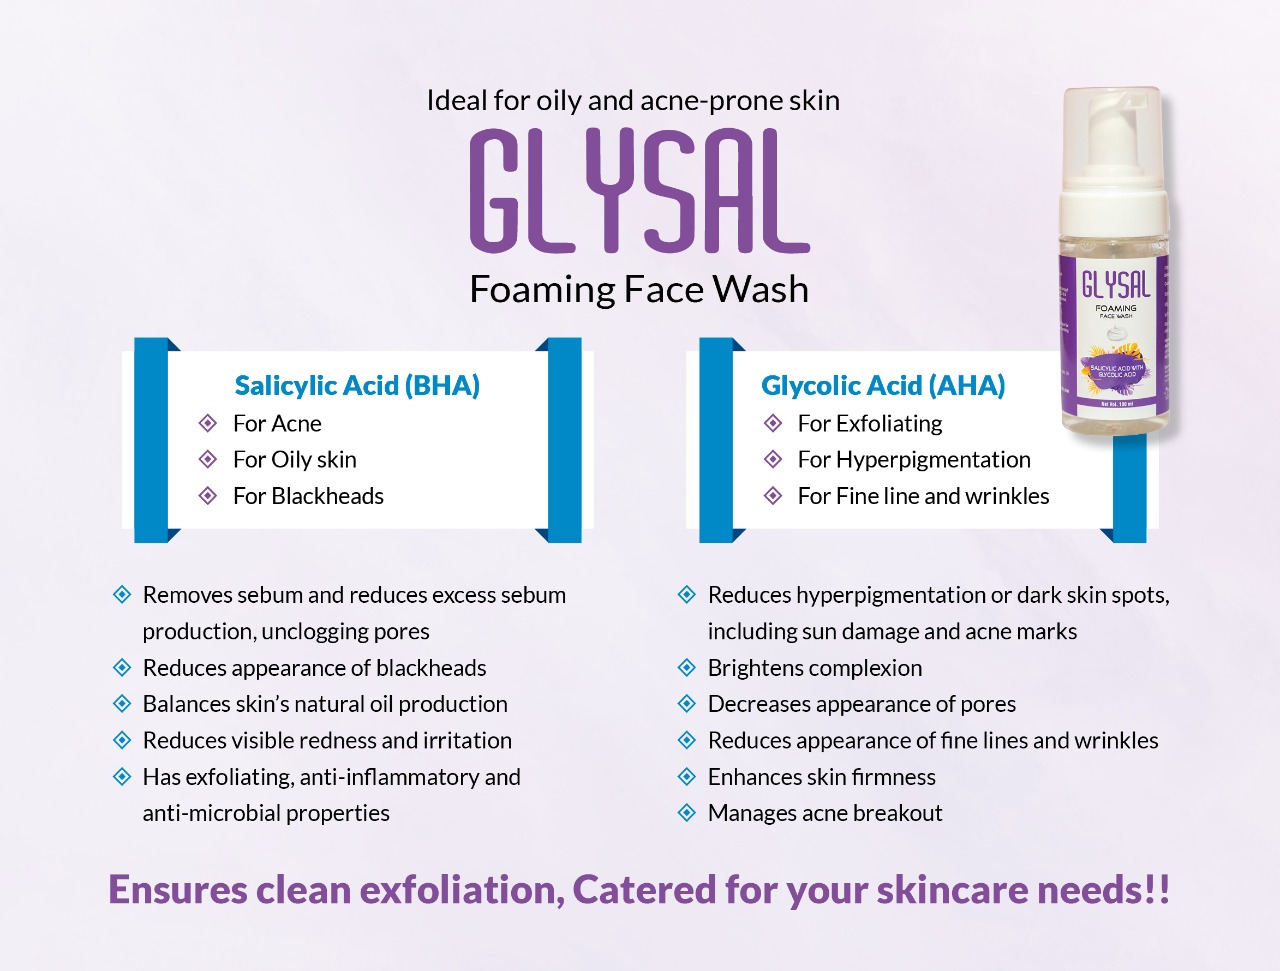 Ideal for oily and acne-prone skin
GLYSAL
Foaming Face Wash
GLYSAL
FOAMING
FACE WASH
SALICYLIC ACID WITH
GLYCOLIC ACID
Net Vol. 100 ml
Salicylic Acid (BHA)
For Acne
For Oily skin
For Blackheads
Glycolic Acid (AHA)
For Exfoliating
For Hyperpigmentation
For Fine line and wrinkles
Removes sebum and reduces excess sebum
production, unclogging pores
Reduces appearance of blackheads
Balances skin’s natural oil production
Reduces visible redness and irritation
Has exfoliating, anti-inflammatory and
anti-microbial properties
Reduces hyperpigmentation or dark skin spots,
including sun damage and acne marks
Brightens complexion
Decreases appearance of pores
Reduces appearance of fine lines and wrinkles
Enhances skin firmness
Manages acne breakout
Ensures clean exfoliation, Catered for your skincare needs!!